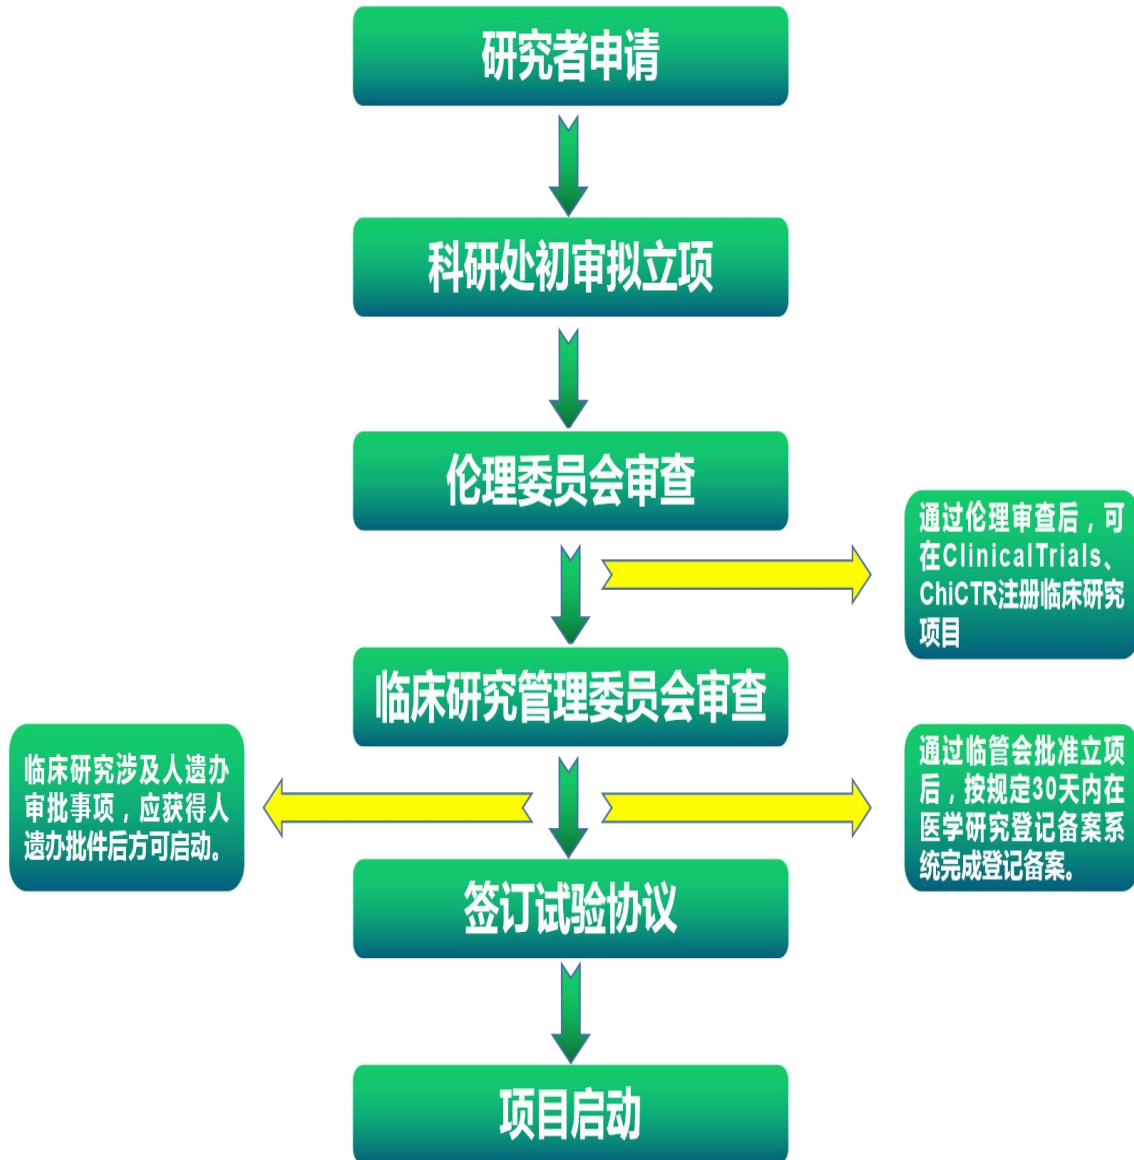 研究者申请
科研处初审拟立项
伦理委员会审查
通过伦理审查后，可
在ClinicalTrials、
ChiCTR注册临床研究
项目
临床研究管理委员会审查
临床研究涉及人遗办
审批事项，应获得人
遗办批件后方可启动。
通过临管会批准立项
后，按规定30天内在
医学研究登记备案系
统完成登记备案。
签订试验协议
项目启动